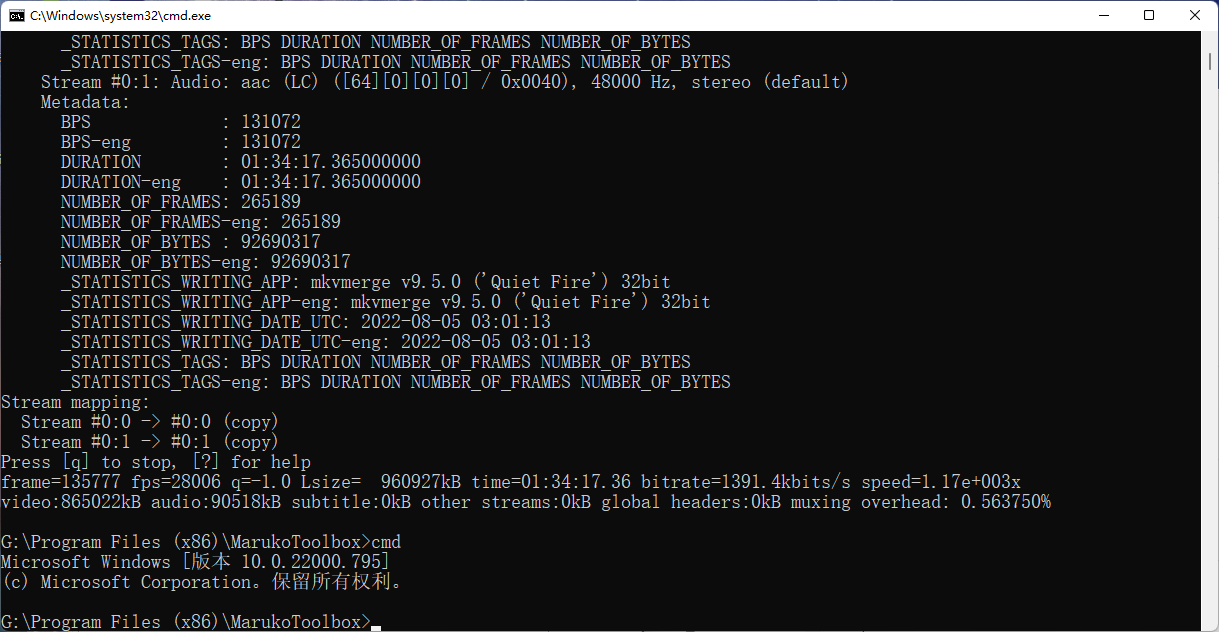 C:\Windows\system32\cmd.exe
_STATISTICS_TAGS: BPS DURATION NUMBER_OF_FRAMES NUMBER_OF_BYTES
_STATISTICS_TAGS-eng: BPS DURATION NUMBER_OF_FRAMES NUMBER_OF_BYTES
Stream #0:1: Audio: aac (LC) ([64][0][0][0] / 0x0040), 48000 Hz, stereo (default)
Metadata:
BPS : 131072
BPS-eng : 131072
DURATION : 01:34:17.365000000
DURATION-eng : 01:34:17.365000000
NUMBER_OF_FRAMES: 265189
NUMBER_OF_FRAMES-eng: 265189
NUMBER_OF_BYTES : 92690317
NUMBER_OF_BYTES-eng: 92690317
_STATISTICS_WRITING_APP: mkvmerge v9.5.0 ('Quiet Fire') 32bit
_STATISTICS_WRITING_APP-eng: mkvmerge v9.5.0 ('Quiet Fire') 32bit
_STATISTICS_WRITING_DATE_UTC: 2022-08-05 03:01:13
_STATISTICS_WRITING_DATE_UTC-eng: 2022-08-05 03:01:13
_STATISTICS_TAGS: BPS DURATION NUMBER_OF_FRAMES NUMBER_OF_BYTES
_STATISTICS_TAGS-eng: BPS DURATION NUMBER_OF_FRAMES NUMBER_OF_BYTES
Stream mapping:
Stream #0:0 -> #0:0 (copy)
Stream #0:1 -> #0:1 (copy)
Press [q] to stop, [?] for help
frame=135777 fps=28006 q=-1.0 Lsize=  960927kB time=01:34:17.36 bitrate=1391.4kbits/s speed=1.17e+003x
video:865022kB audio:90518kB subtitle:0kB other streams:0kB global headers:0kB muxing overhead: 0.563750%
G:\Program Files (x86)\MarukoToolbox>cmd
Microsoft Windows [版本 10.0.22000.795]
(c) Microsoft Corporation。保留所有权利。
G:\Program Files (x86)\MarukoToolbox>